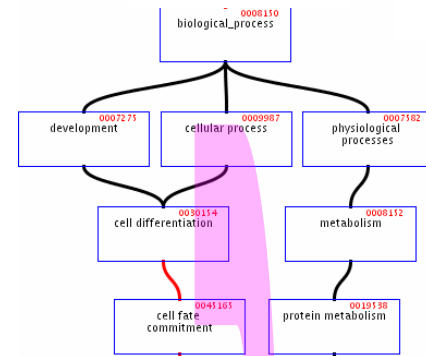 0008150
biological_process
0007275
development
0009987
cellular process
0007582
physiological
processes
0030154
cell differentiation
0008152
metabolism
0045165
cell fate
commitment
0019538
protein metabolism